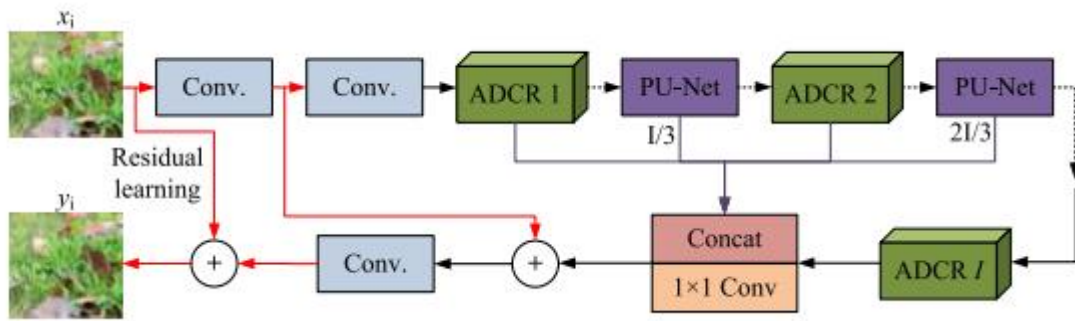 xi
Conv.
Conv.
ADCR 1
PU-Net
ADCR 2
PU-Net
I/3
2I/3
Residual
learning
yi
Concat
1×1 Conv
ADCR I
Conv.
+
+